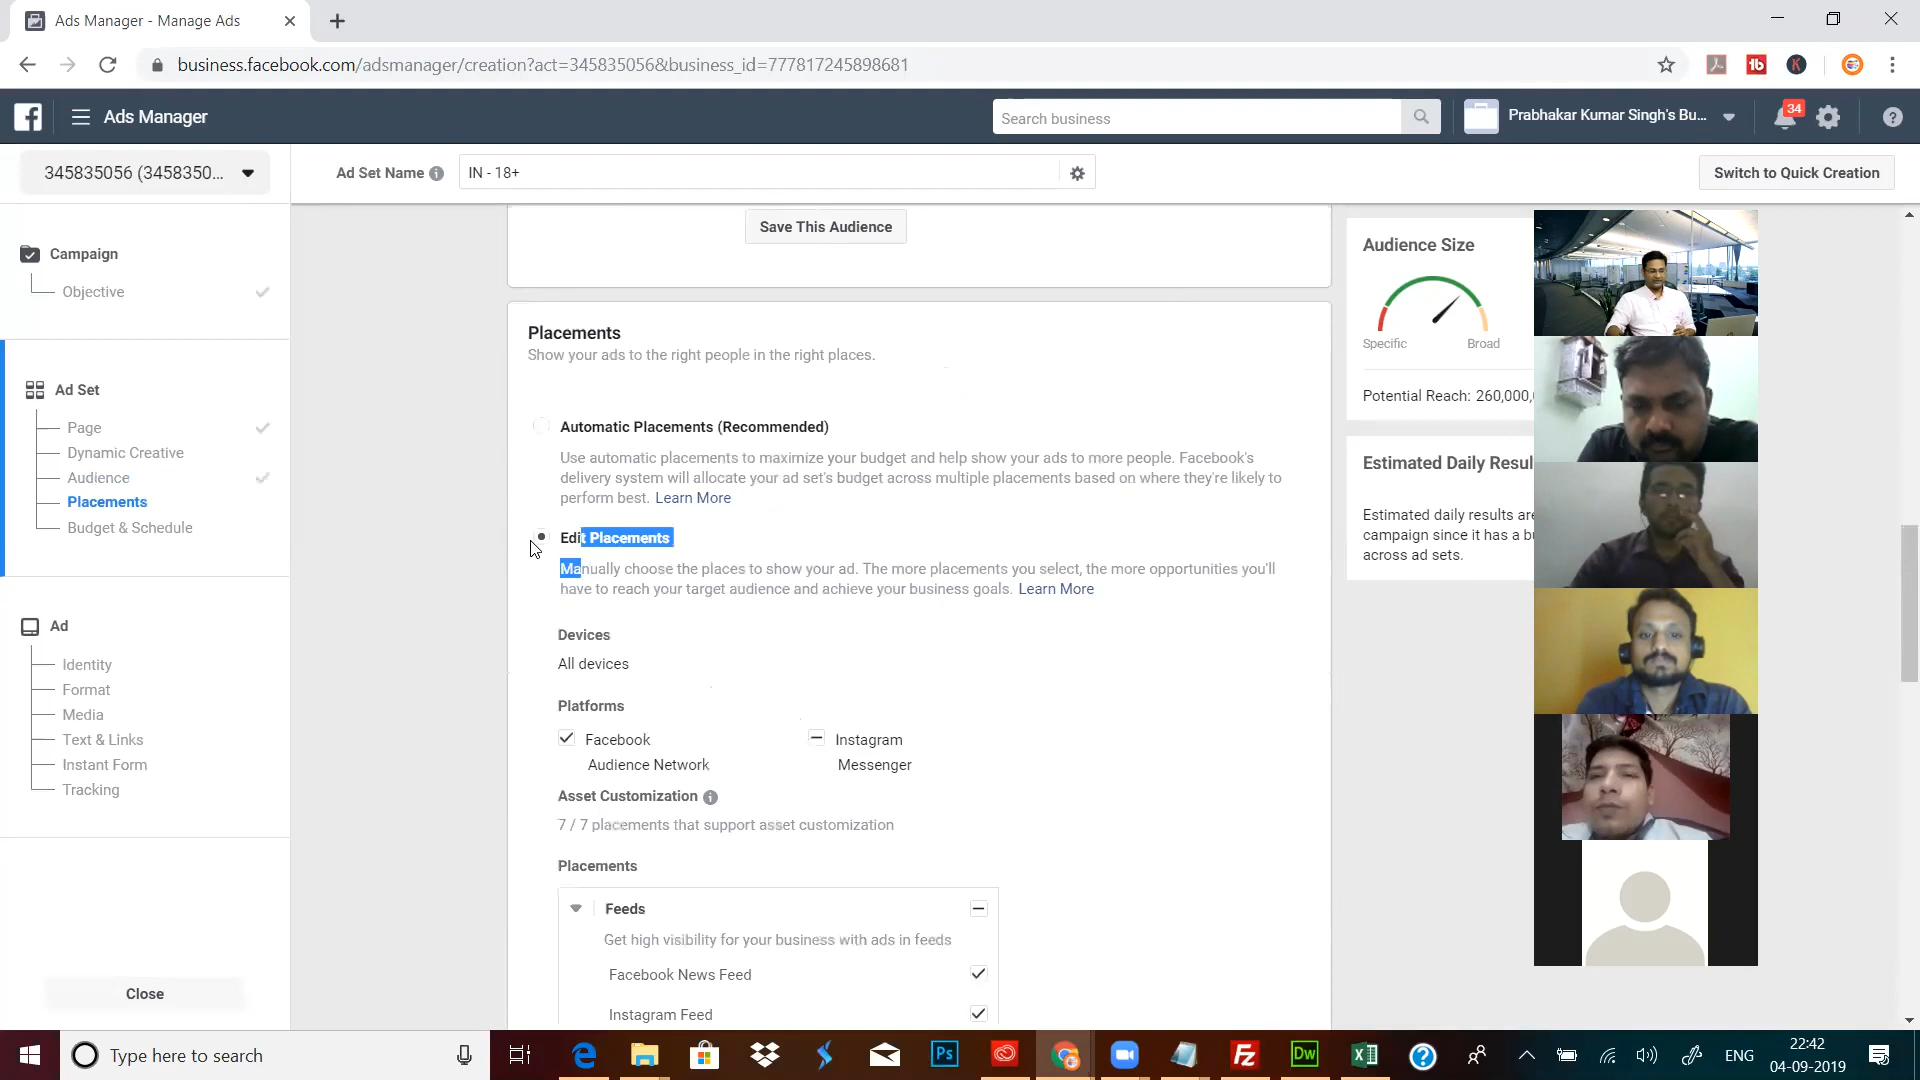 Ads Manager - Manage Ads
business.facebook.com/adsmanager/creation?act=345835056&business_id=777817245898681
Ads Manager
Search business
Prabhakar Kumar Singh's Bu...
34
345835056 (3458350...
Ad Set Name
IN - 18+
Switch to Quick Creation
Campaign
Objective
Ad Set
Page
Dynamic Creative
Audience
Placements
Budget & Schedule
Ad
Identity
Format
Media
Text & Links
Instant Form
Tracking
Close
Save This Audience
Placements
Show your ads to the right people in the right places.
Automatic Placements (Recommended)
Use automatic placements to maximize your budget and help show your ads to more people. Facebook's
delivery system will allocate your ad set's budget across multiple placements based on where they're likely to
perform best. Learn More
Edit Placements
Manually choose the places to show your ad. The more placements you select, the more opportunities you'll
have to reach your target audience and achieve your business goals. Learn More
Devices
All devices
Platforms
Facebook
Instagram
Audience Network
Messenger
Asset Customization
7 / 7 placements that support asset customization
Placements
Feeds
Get high visibility for your business with ads in feeds
Facebook News Feed
Instagram Feed
Audience Size
Specific
Broad
Potential Reach: 260,000,
Estimated Daily Resul
Estimated daily results are
campaign since it has a bu
across ad sets.
Type here to search
Ps
Fz
Dw
ENG
22:42
04-09-2019